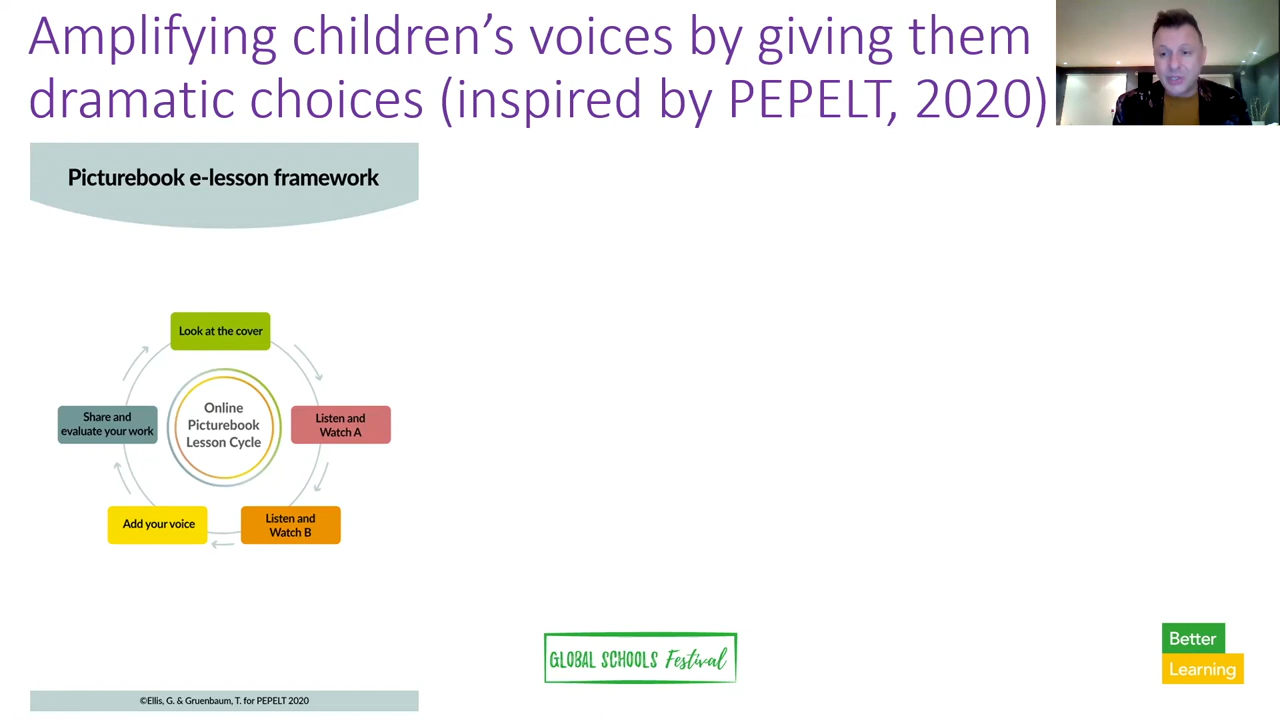 Amplifying children’s voices by giving them
dramatic choices (inspired by PEPELT, 2020)
Picturebook e-lesson framework
Look at the cover
Share and
evaluate your work
Online
Picturebook
Lesson Cycle
Listen and
Watch A
Add your voice
Listen and
Watch B
GLOBAL SCHOOLS Festival
Better
Learning
©Ellis, G. & Gruenbaum, T. for PEPELT 2020